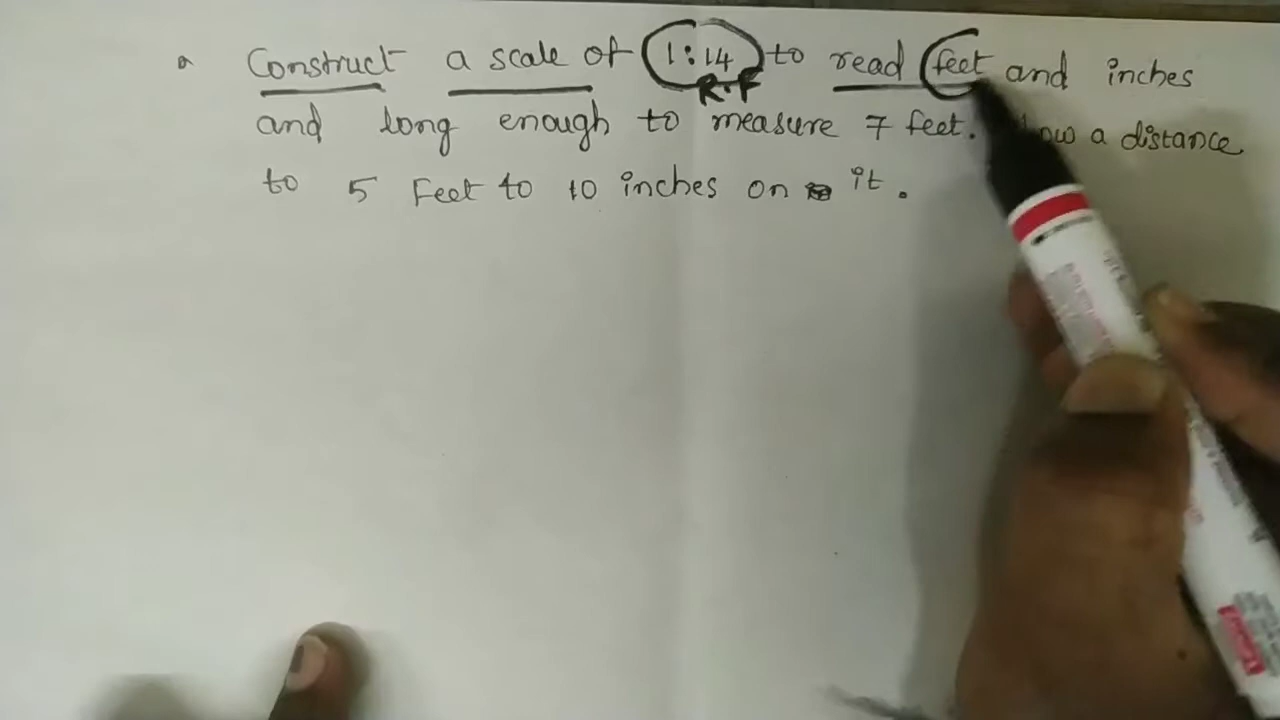 Construct a scale of 1:14 to read feet and inches
R.F
and long enough to measure 7 feet. a distance
to 5 Feet to 10 inches on it.